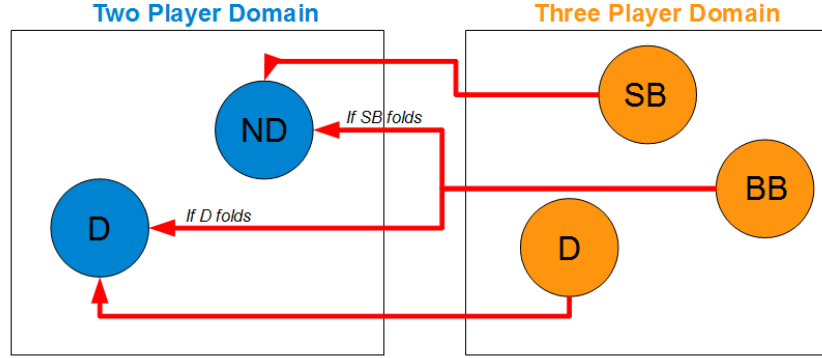 Two Player Domain
Three Player Domain
SB
ND
If SB folds
BB
D
If D folds
D